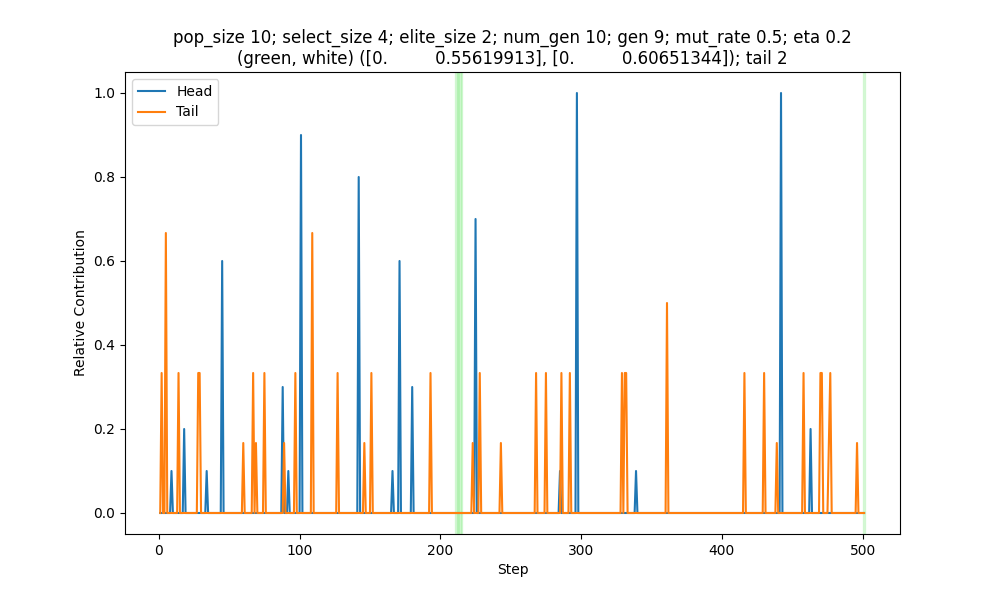 pop_size 10; select_size 4; elite_size 2; num_gen 10; gen 9; mut_rate 0.5; eta 0.2
(green, white) ([0.         0.55619913], [0.         0.60651344]); tail 2
Head
Tail
1.0
0.8
0.6
0.4
0.2
0.0
Relative Contribution
0
100
200
300
400
500
Step